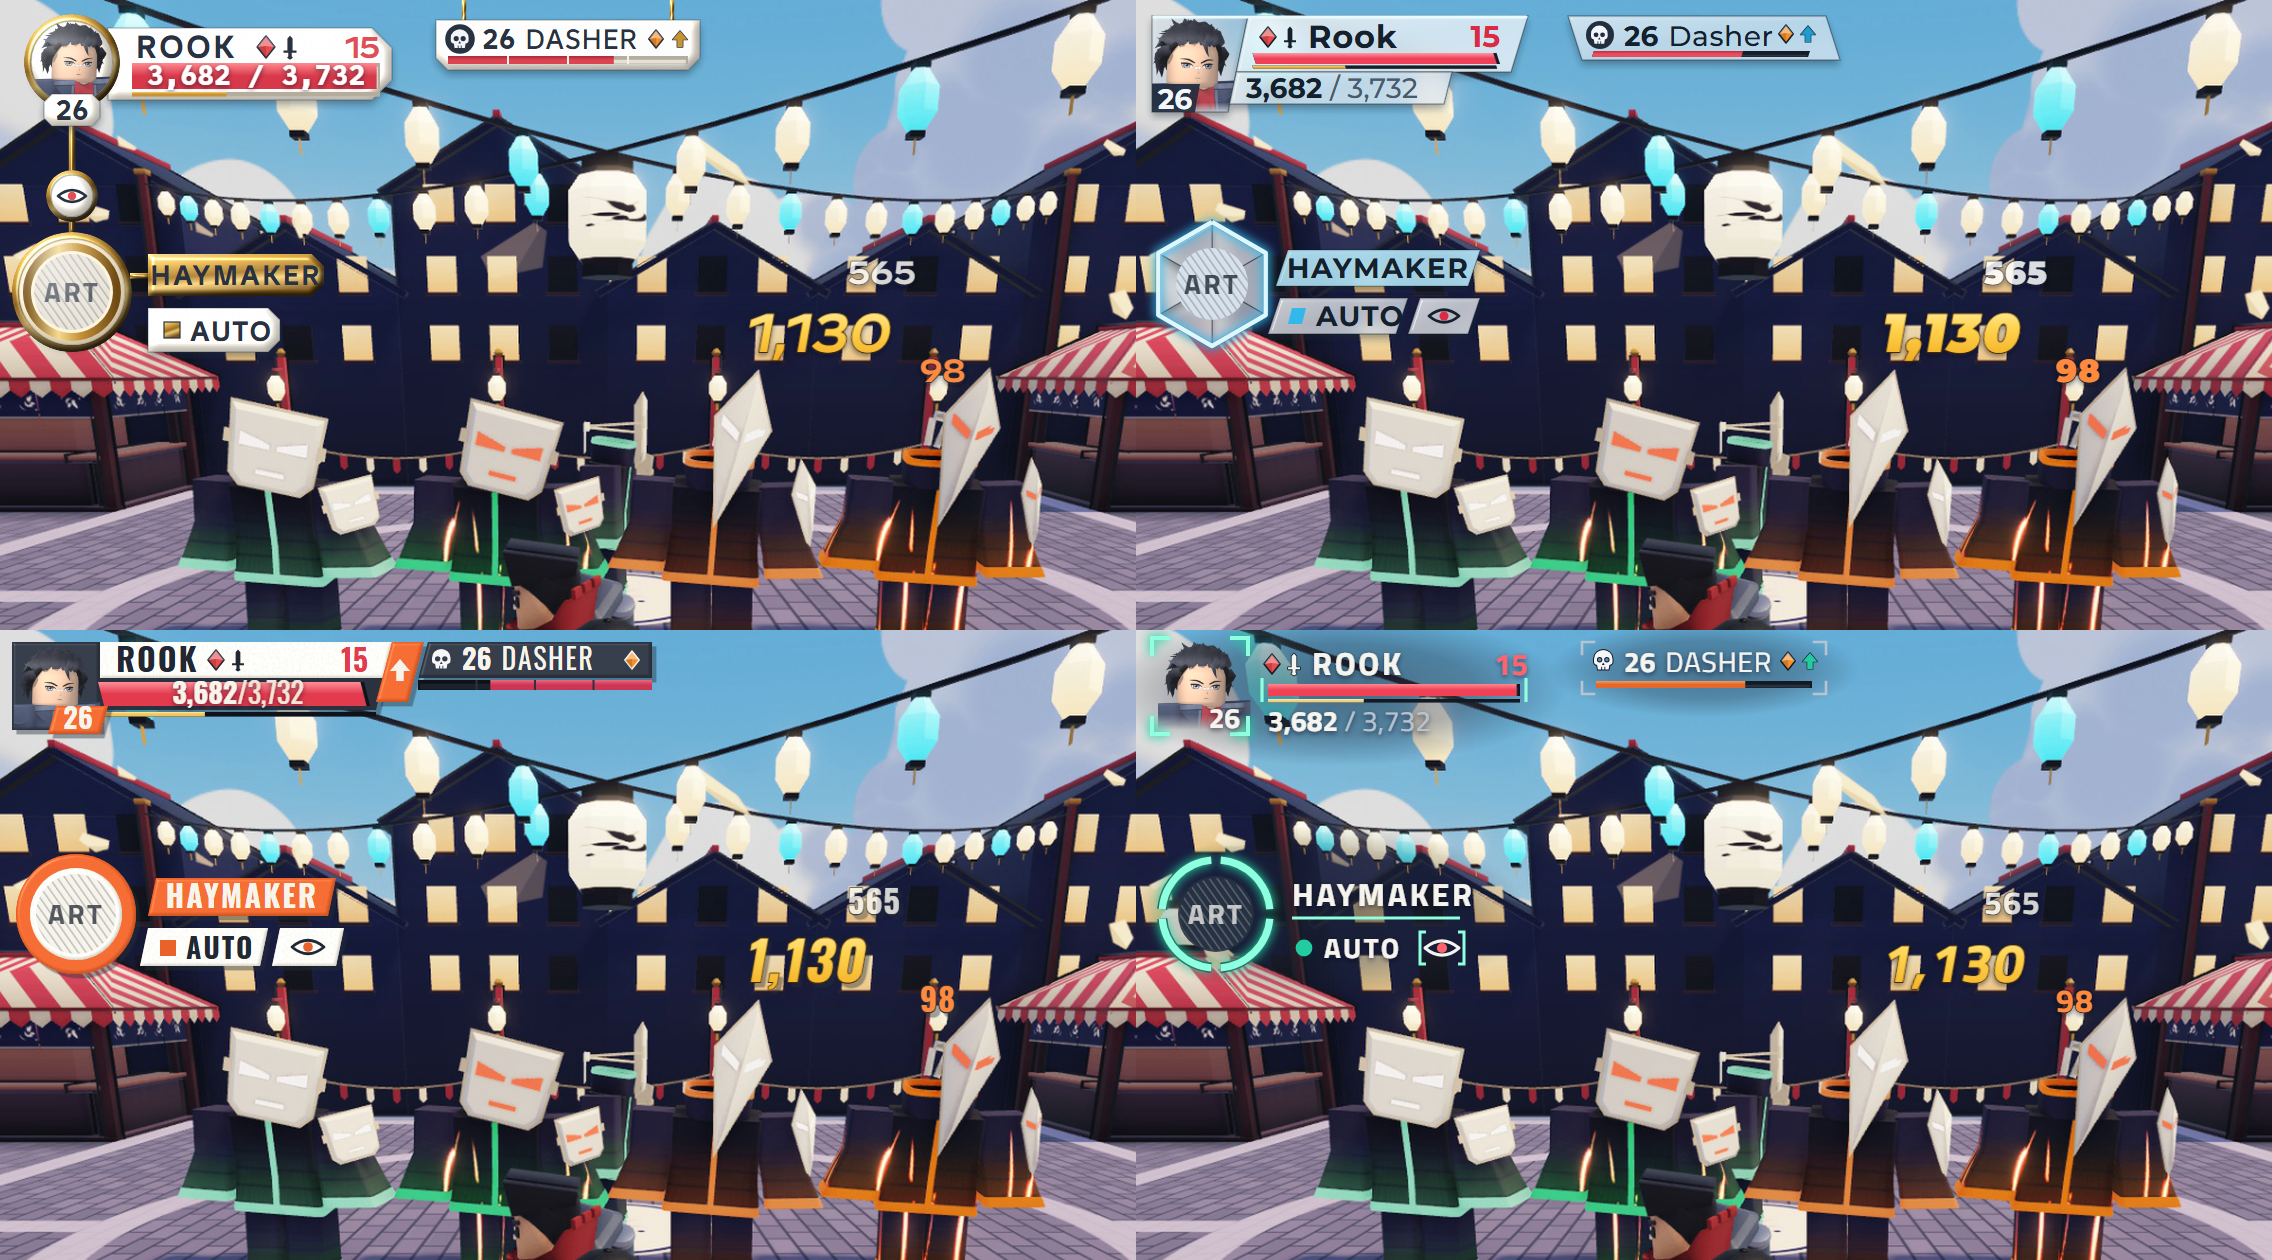 ROOK 15
3,682 / 3,732
26
26 DASHER
ART
HAYMAKER
AUTO
565
1,130
98
Rook 15
3,682 / 3,732
26
26 Dasher
ART
HAYMAKER
AUTO
565
1,130
98
ROOK 15
3,682/3,732
26
26 DASHER
ART
HAYMAKER
AUTO
565
1,130
98
ROOK 15
3,682 / 3,732
26
26 DASHER
ART
HAYMAKER
AUTO
565
1,130
98